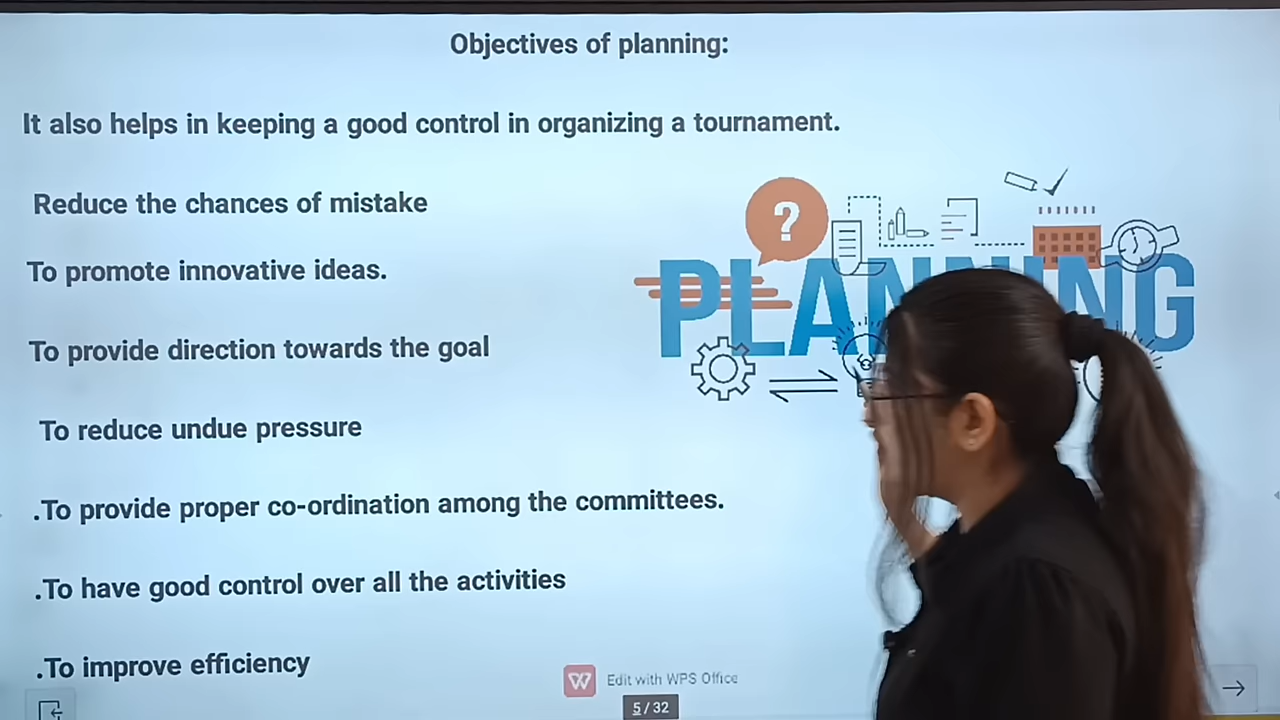 Objectives of planning:
It also helps in keeping a good control in organizing a tournament.
Reduce the chances of mistake
To promote innovative ideas.
To provide direction towards the goal
To reduce undue pressure
.To provide proper co-ordination among the committees.
.To have good control over all the activities
.To improve efficiency
?
PLANNING
W Edit with WPS Office
5/32